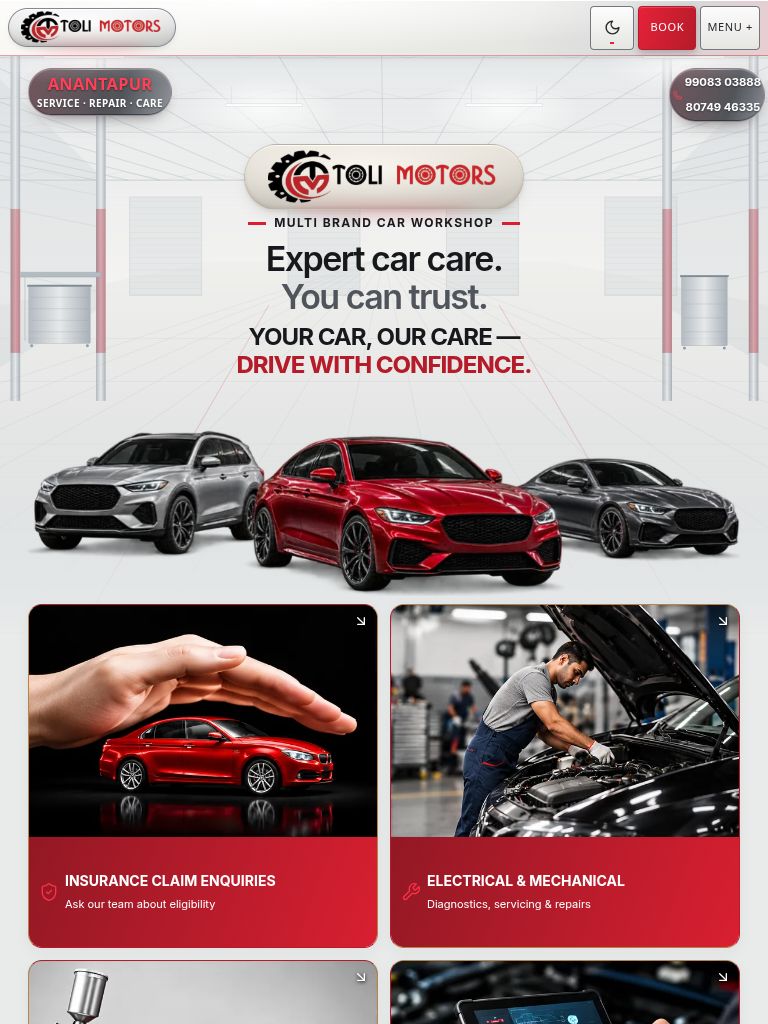 TOLI MOTORS
BOOK
MENU +
ANANTAPUR
SERVICE · REPAIR · CARE
99083 03888
80749 46335
TOLI MOTORS
MULTI BRAND CAR WORKSHOP
Expert car care.
You can trust.
YOUR CAR, OUR CARE —
DRIVE WITH CONFIDENCE.
INSURANCE CLAIM ENQUIRIES
Ask our team about eligibility
ELECTRICAL & MECHANICAL
Diagnostics, servicing & repairs